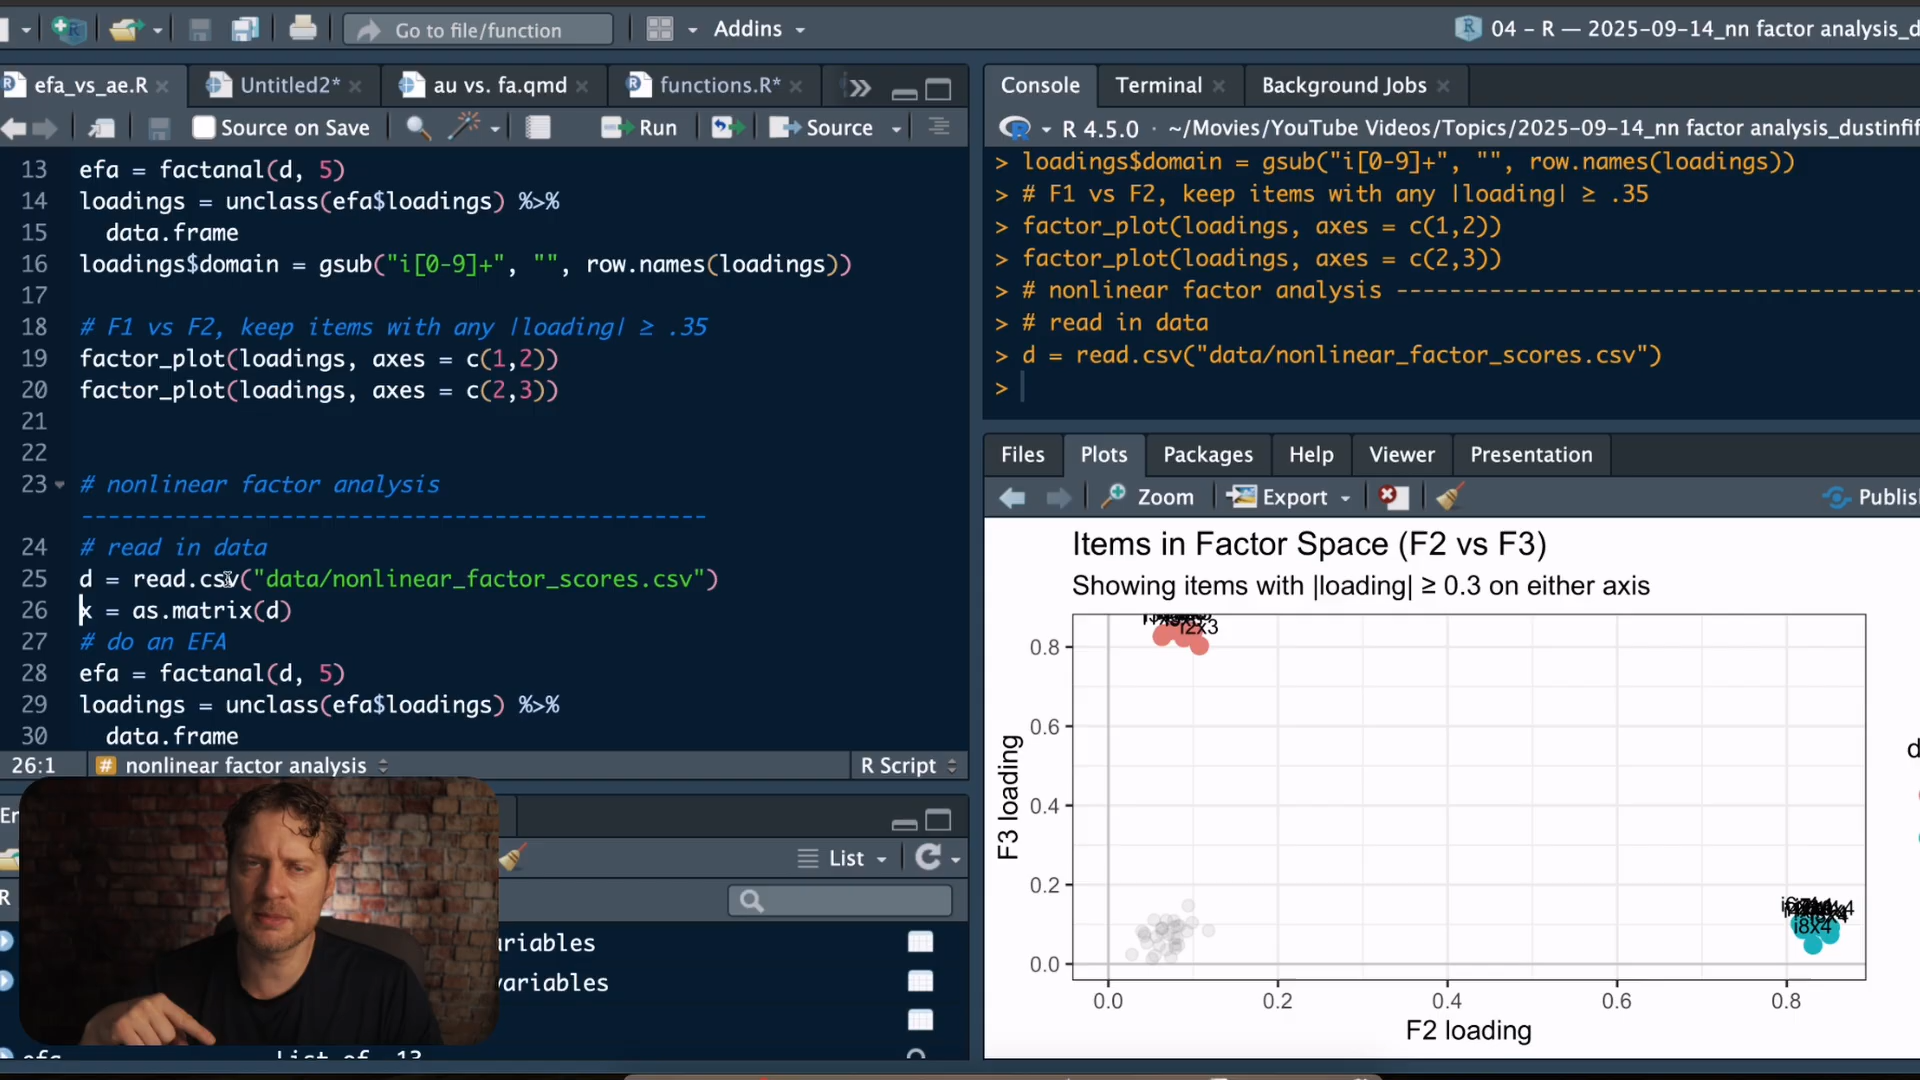 Go to file/function
Addins
04 - R — 2025-09-14_nn factor analysis_d
efa_vs_ae.R
Untitled2*
au vs. fa.qmd
functions.R*
Source on Save
Run
Source
13 efa = factanal(d, 5)
14 loadings = unclass(efa$loadings) %>%
15 data.frame
16 loadings$domain = gsub("i[0-9]+", "", row.names(loadings))
17
18 # F1 vs F2, keep items with any |loading| ≥ .35
19 factor_plot(loadings, axes = c(1,2))
20 factor_plot(loadings, axes = c(2,3))
21
22
23 # nonlinear factor analysis
-----------------------------------------------
24 # read in data
25 d = read.csv("data/nonlinear_factor_scores.csv")
26 x = as.matrix(d)
27 # do an EFA
28 efa = factanal(d, 5)
29 loadings = unclass(efa$loadings) %>%
30 data.frame
26:1
# nonlinear factor analysis
R Script
List
R
ariables
variables
List of 13
Console
Terminal
Background Jobs
R 4.5.0 · ~/Movies/YouTube Videos/Topics/2025-09-14_nn factor analysis_dustinfif
> loadings$domain = gsub("i[0-9]+", "", row.names(loadings))
> # F1 vs F2, keep items with any |loading| ≥ .35
> factor_plot(loadings, axes = c(1,2))
> factor_plot(loadings, axes = c(2,3))
> # nonlinear factor analysis ---------------------------------------
> # read in data
> d = read.csv("data/nonlinear_factor_scores.csv")
>
Files
Plots
Packages
Help
Viewer
Presentation
Zoom
Export
Publis
Items in Factor Space (F2 vs F3)
Showing items with |loading| ≥ 0.3 on either axis
i2x3
0.8
0.6
0.4
0.2
0.0
F3 loading
i8x4
0.0
0.2
0.4
0.6
0.8
F2 loading